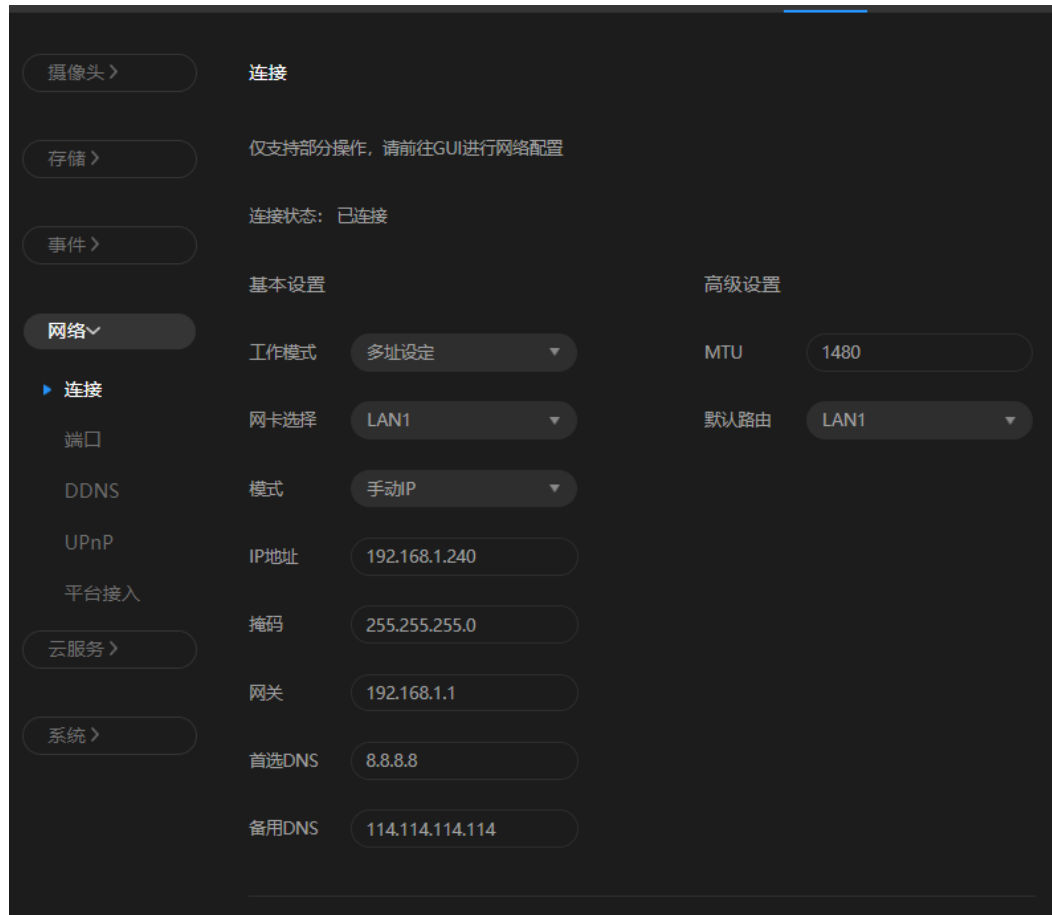 摄像头
存储
事件
网络
连接
端口
DDNS
UPnP
平台接入
云服务
系统
连接
仅支持部分操作，请前往GUI进行网络配置
连接状态： 已连接
基本设置
工作模式 多址设定
网卡选择 LAN1
模式 手动IP
IP地址 192.168.1.240
掩码 255.255.255.0
网关 192.168.1.1
首选DNS 8.8.8.8
备用DNS 114.114.114.114
高级设置
MTU 1480
默认路由 LAN1